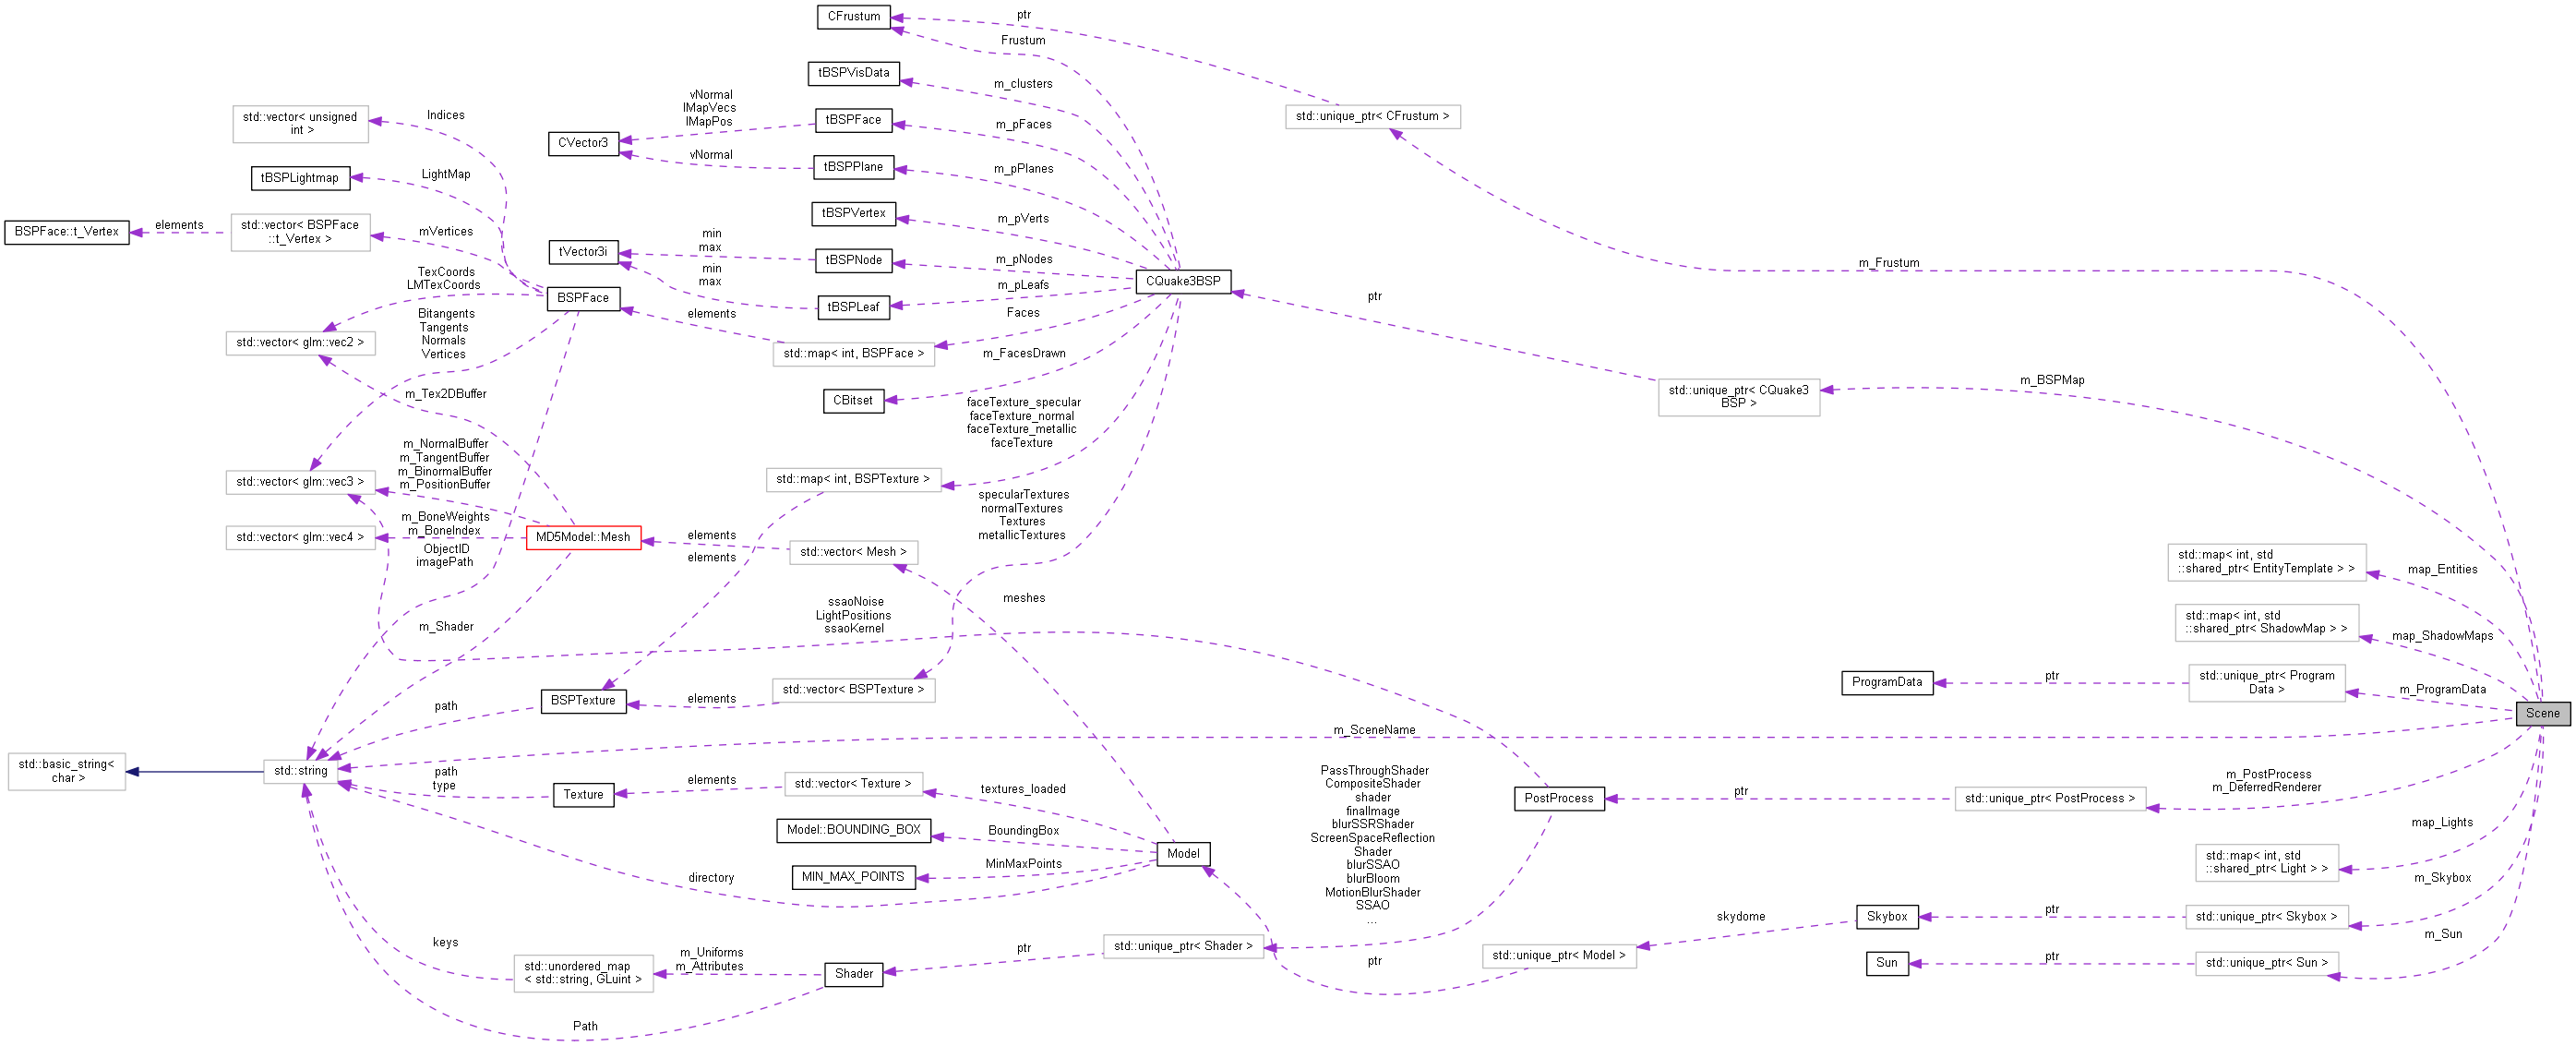 CFrustum
ptr
Frustum
tBSPVisData
m_clusters
vNormal
lMapVecs
lMapPos
tBSPFace
m_pFaces
std::unique_ptr< CFrustum >
std::vector< unsigned
int >
Indices
CVector3
vNormal
tBSPPlane
m_pPlanes
tBSPLightmap
LightMap
tBSPVertex
m_pVerts
BSPFace::t_Vertex
elements
std::vector< BSPFace
::t_Vertex >
mVertices
tVector3i
min
max
tBSPNode
m_pNodes
m_Frustum
TexCoords
LMTexCoords
BSPFace
min
max
tBSPLeaf
m_pLeafs
CQuake3BSP
ptr
Bitangents
Tangents
Normals
Vertices
elements
Faces
std::vector< glm::vec2 >
std::map< int, BSPFace >
m_FacesDrawn
m_Tex2DBuffer
CBitset
std::unique_ptr< CQuake3
BSP >
m_BSPMap
faceTexture_specular
faceTexture_normal
faceTexture_metallic
faceTexture
m_NormalBuffer
m_TangentBuffer
m_BinormalBuffer
m_PositionBuffer
std::vector< glm::vec3 >
std::map< int, BSPTexture >
specularTextures
normalTextures
Textures
metallicTextures
m_BoneWeights
m_BoneIndex
std::vector< glm::vec4 >
MD5Model::Mesh
elements
std::vector< Mesh >
ObjectID
imagePath
elements
std::map< int, std
::shared_ptr< EntityTemplate > >
map_Entities
meshes
ssaoNoise
LightPositions
ssaoKernel
m_Shader
std::map< int, std
::shared_ptr< ShadowMap > >
map_ShadowMaps
ProgramData
ptr
std::unique_ptr< Program
Data >
m_ProgramData
BSPTexture
elements
std::vector< BSPTexture >
path
Scene
m_SceneName
std::basic_string<
char >
std::string
path
type
Texture
elements
std::vector< Texture >
textures_loaded
PassThroughShader
CompositeShader
shader
finalImage
blurSSRShader
ScreenSpaceReflection
Shader
blurSSAO
blurBloom
MotionBlurShader
SSAO
...
PostProcess
ptr
std::unique_ptr< PostProcess >
m_PostProcess
m_DeferredRenderer
Model::BOUNDING_BOX
BoundingBox
Model
map_Lights
MIN_MAX_POINTS
MinMaxPoints
std::map< int, std
::shared_ptr< Light > >
directory
m_Skybox
Skybox
skydome
ptr
std::unique_ptr< Skybox >
keys
m_Uniforms
m_Attributes
ptr
std::unique_ptr< Shader >
std::unique_ptr< Model >
ptr
m_Sun
Sun
ptr
std::unique_ptr< Sun >
std::unordered_map
< std::string, GLuint >
Shader
Path